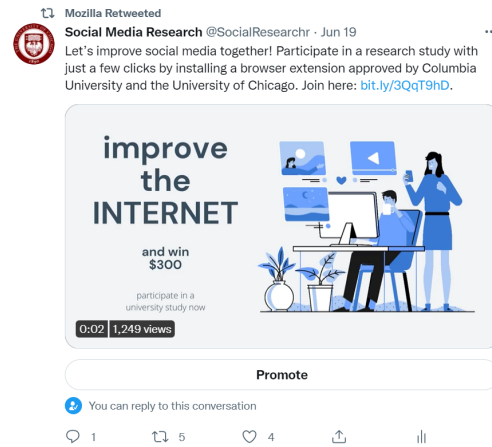 Mozilla Retweeted
Social Media Research @SocialResearchr · Jun 19
Let's improve social media together! Participate in a research study with
just a few clicks by installing a browser extension approved by Columbia
University and the University of Chicago. Join here: bit.ly/3QqT9hD.
improve
the
INTERNET
and win
$300
participate in a
university study now
0:02 1,249 views
Promote
You can reply to this conversation
1 5 4